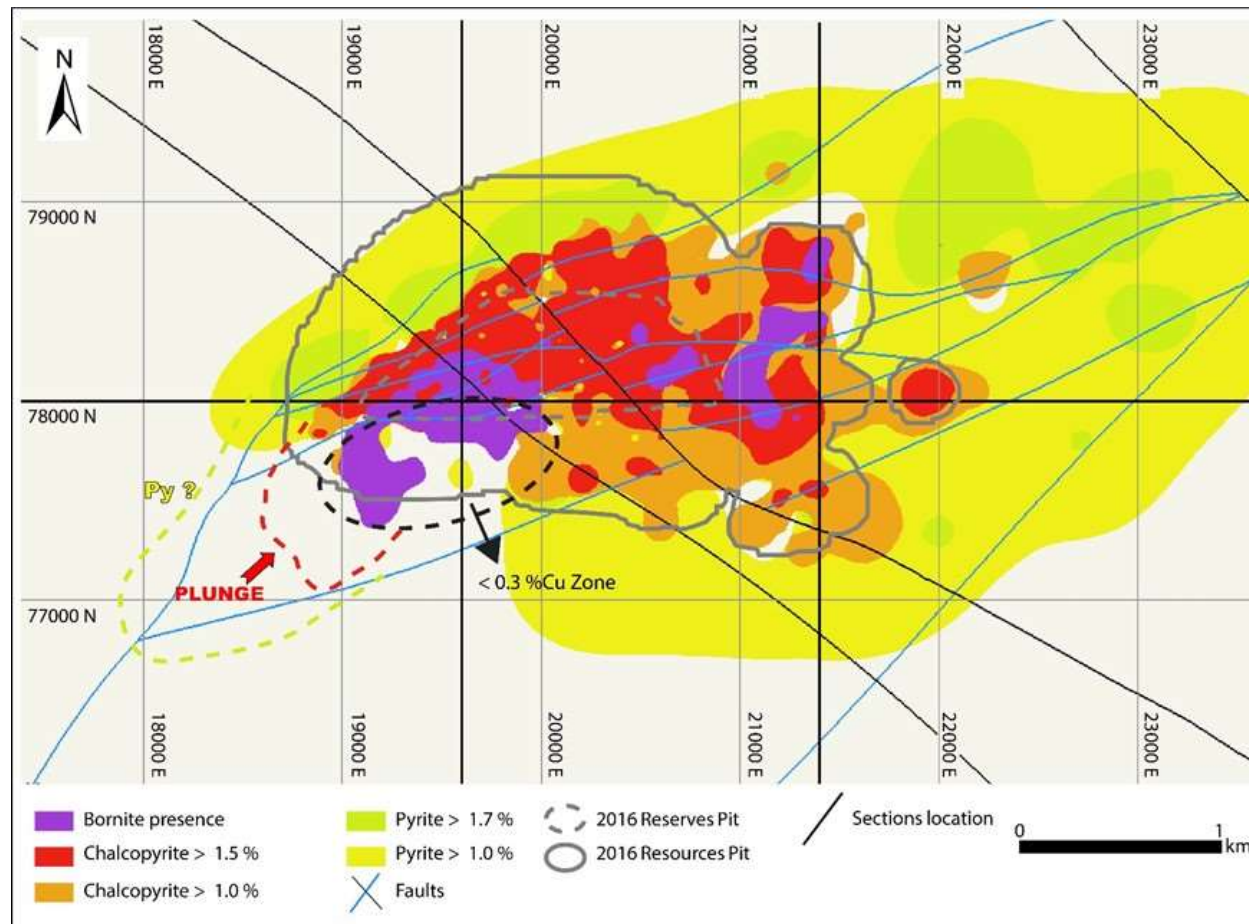 N
18000 E
19000 E
20000 E
21000 E
22000 E
23000 E
79000 N
78000 N
Py ?
PLUNGE
< 0.3 %Cu Zone
77000 N
18000 E
19000 E
20000 E
21000 E
22000 E
23000 E
Bornite presence
Chalcopyrite > 1.5 %
Chalcopyrite > 1.0 %
Pyrite > 1.7 %
Pyrite > 1.0 %
Faults
2016 Reserves Pit
2016 Resources Pit
Sections location
0 1
km